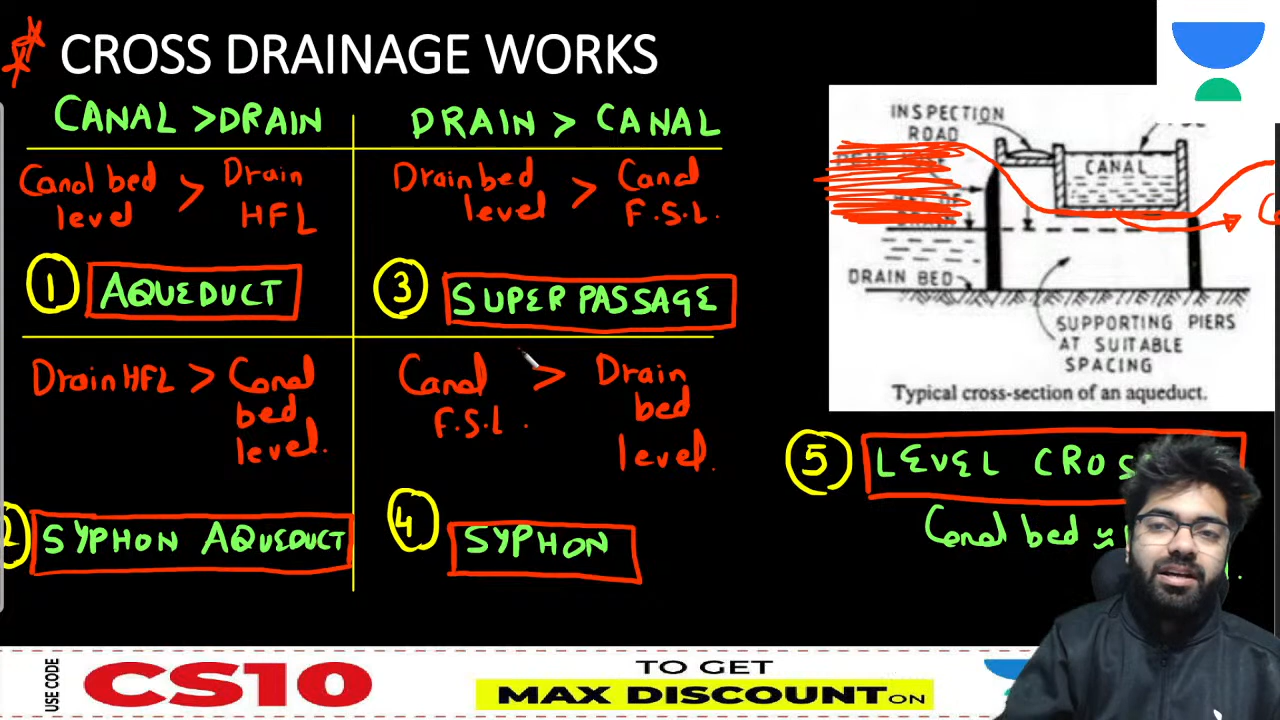 CROSS DRAINAGE WORKS
CANAL > DRAIN
Canal bed level > Drain HFL
1 AQUEDUCT
Drain HFL > Canal bed level.
2 SYPHON AQUEDUCT
DRAIN > CANAL
Drain bed level > Canal F.S.L.
3 SUPER PASSAGE
Canal F.S.L. > Drain bed level.
4 SYPHON
INSPECTION
ROAD
CANAL
DRAIN BED
SUPPORTING PIERS
AT SUITABLE
SPACING
Typical cross-section of an aqueduct.
5 LEVEL CROS
Canal bed ≈
USE CODE
CS10
TO GET
MAX DISCOUNT ON